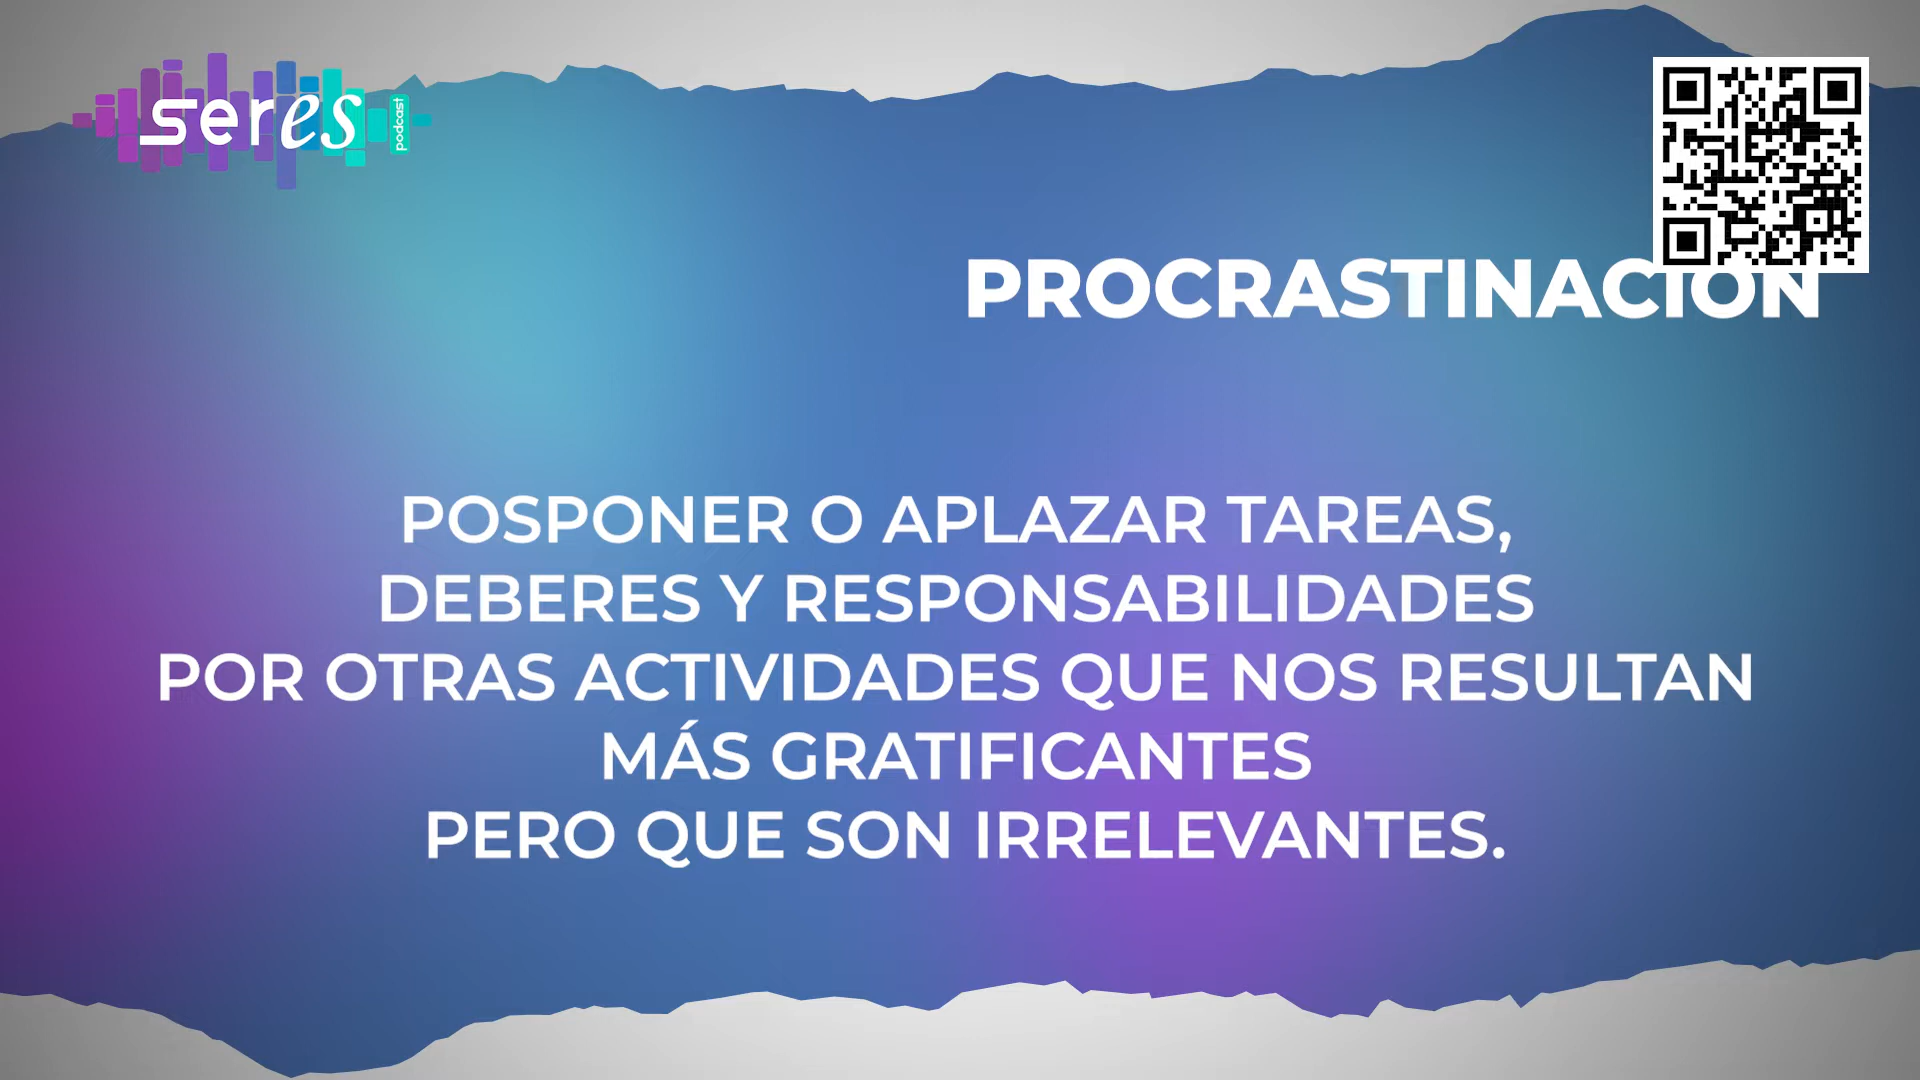 seres
podcast
PROCRASTINACIÓN
POSPONER O APLAZAR TAREAS,
DEBERES Y RESPONSABILIDADES
POR OTRAS ACTIVIDADES QUE NOS RESULTAN
MÁS GRATIFICANTES
PERO QUE SON IRRELEVANTES.